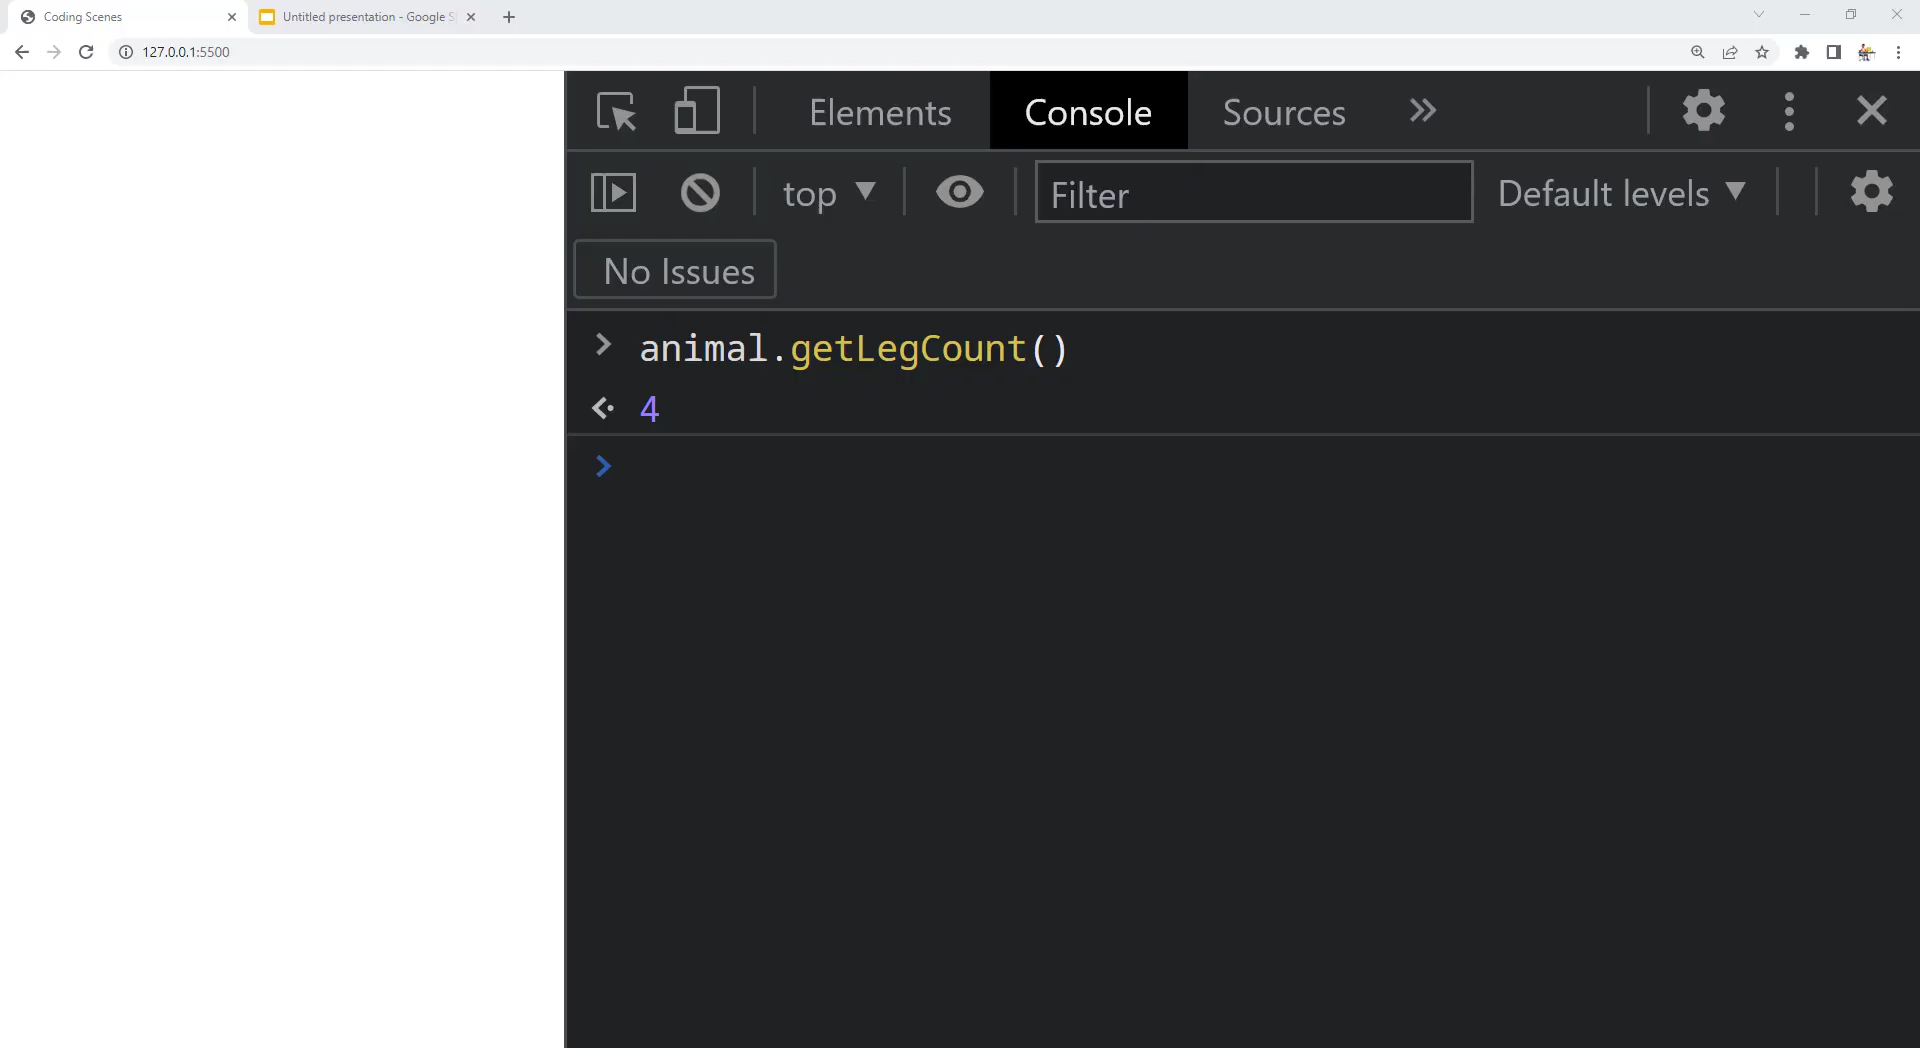 Coding Scenes
Untitled presentation - Google S
127.0.0.1:5500
Elements Console Sources
top Filter Default levels
No Issues
> animal.getLegCount()
4
>